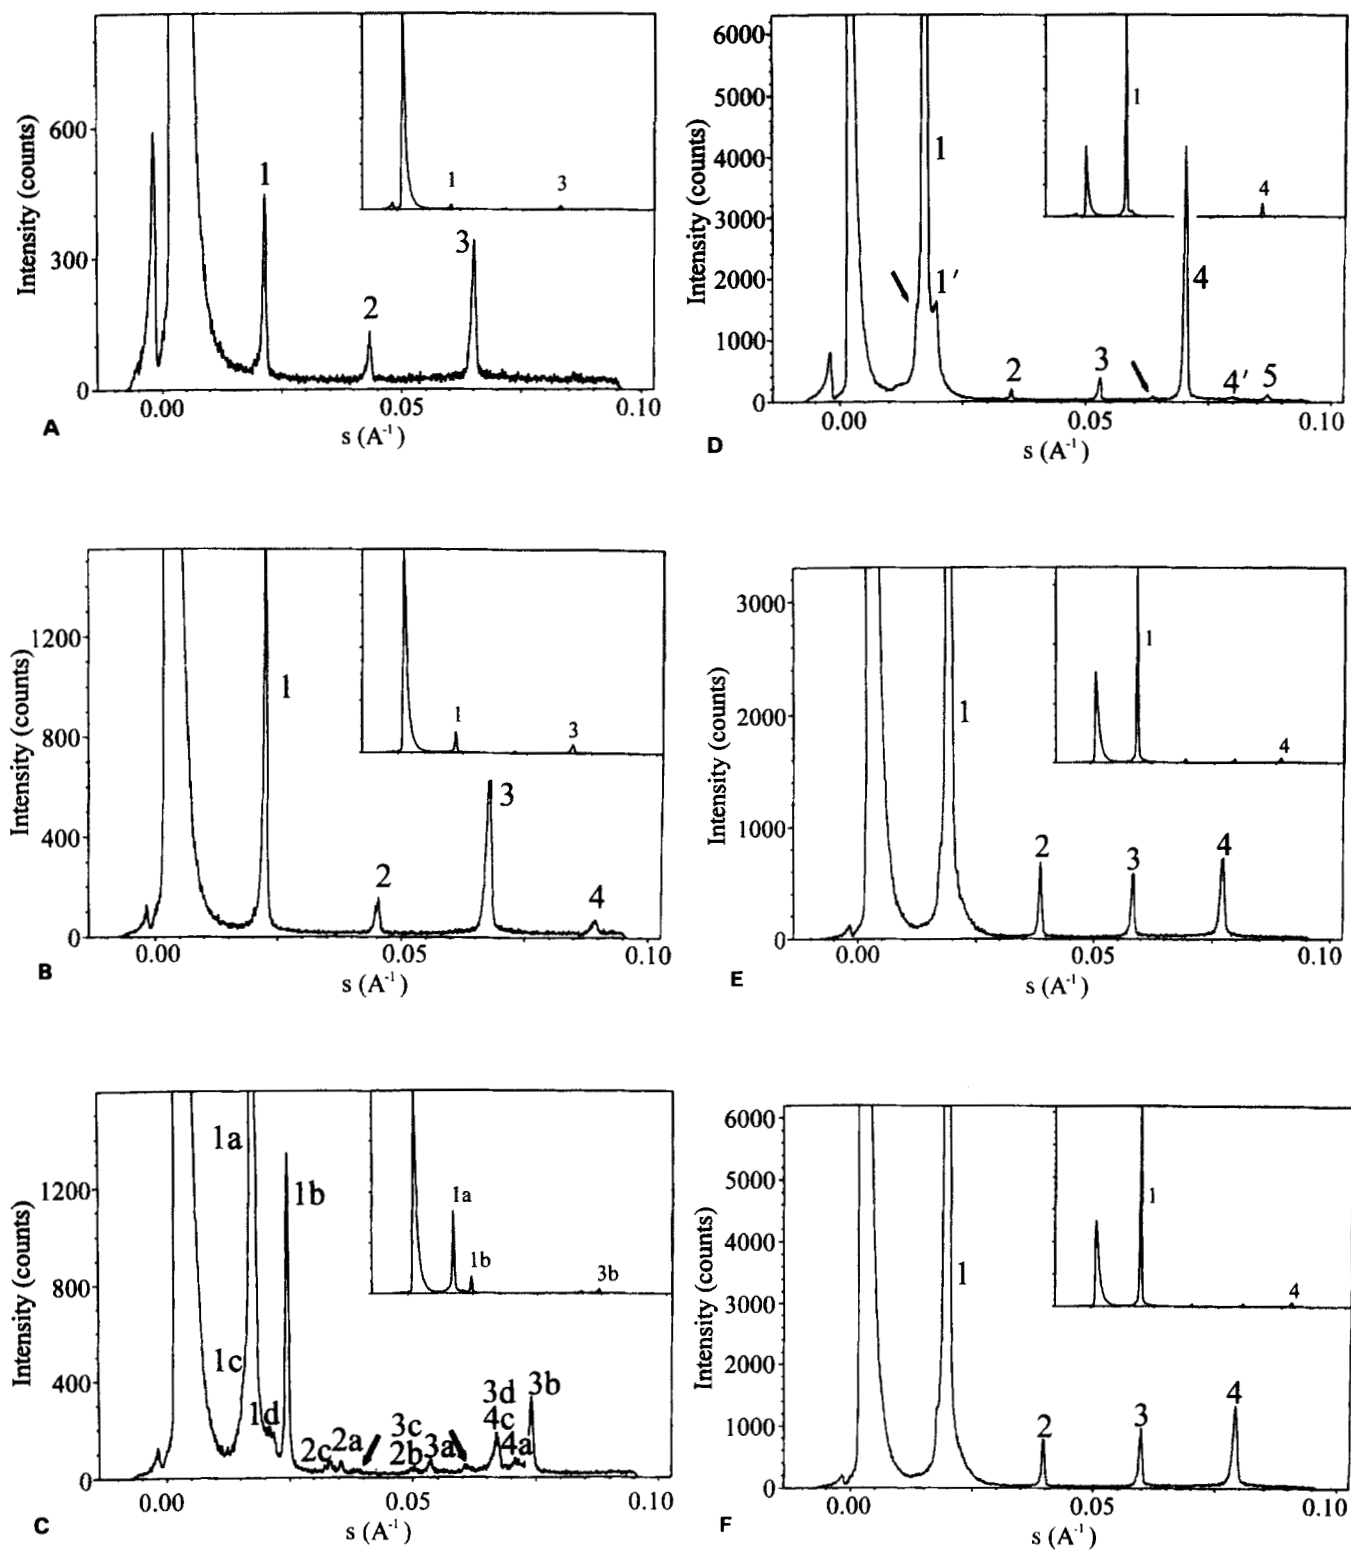 Intensity (counts)
600
300
0
1
2
3
1
3
0.00
0.05
0.10
s (A⁻¹)
A
Intensity (counts)
6000
5000
4000
3000
2000
1000
0
1
1′
2
3
4
4′
5
1
4
0.00
0.05
0.10
s (A⁻¹)
D
Intensity (counts)
1200
800
400
0
1
2
3
4
1
3
0.00
0.05
0.10
s (A⁻¹)
B
Intensity (counts)
3000
2000
1000
0
1
2
3
4
1
4
0.00
0.05
0.10
s (A⁻¹)
E
Intensity (counts)
1200
800
400
0
1a
1b
1c
1d
2c
2a
3c
2b
3a
3d
4c
4a
3b
1a
1b
3b
0.00
0.05
0.10
s (A⁻¹)
C
Intensity (counts)
6000
5000
4000
3000
2000
1000
0
1
2
3
4
1
4
0.00
0.05
0.10
s (A⁻¹)
F